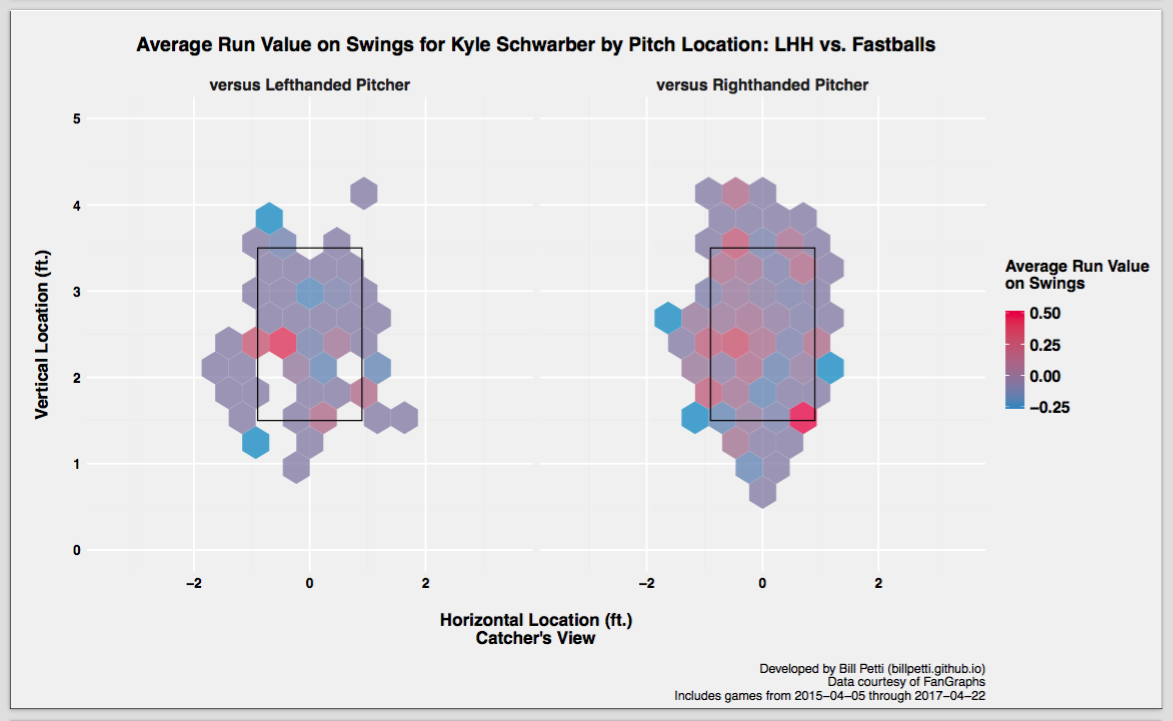 Average Run Value on Swings for Kyle Schwarber by Pitch Location: LHH vs. Fastballs
versus Lefthanded Pitcher
versus Righthanded Pitcher
5
4
3
2
1
0
Vertical Location (ft.)
−2
0
2
−2
0
2
Horizontal Location (ft.)
Catcher's View
Average Run Value
on Swings
0.50
0.25
0.00
−0.25
Developed by Bill Petti (billpetti.github.io)
Data courtesy of FanGraphs
Includes games from 2015−04−05 through 2017−04−22